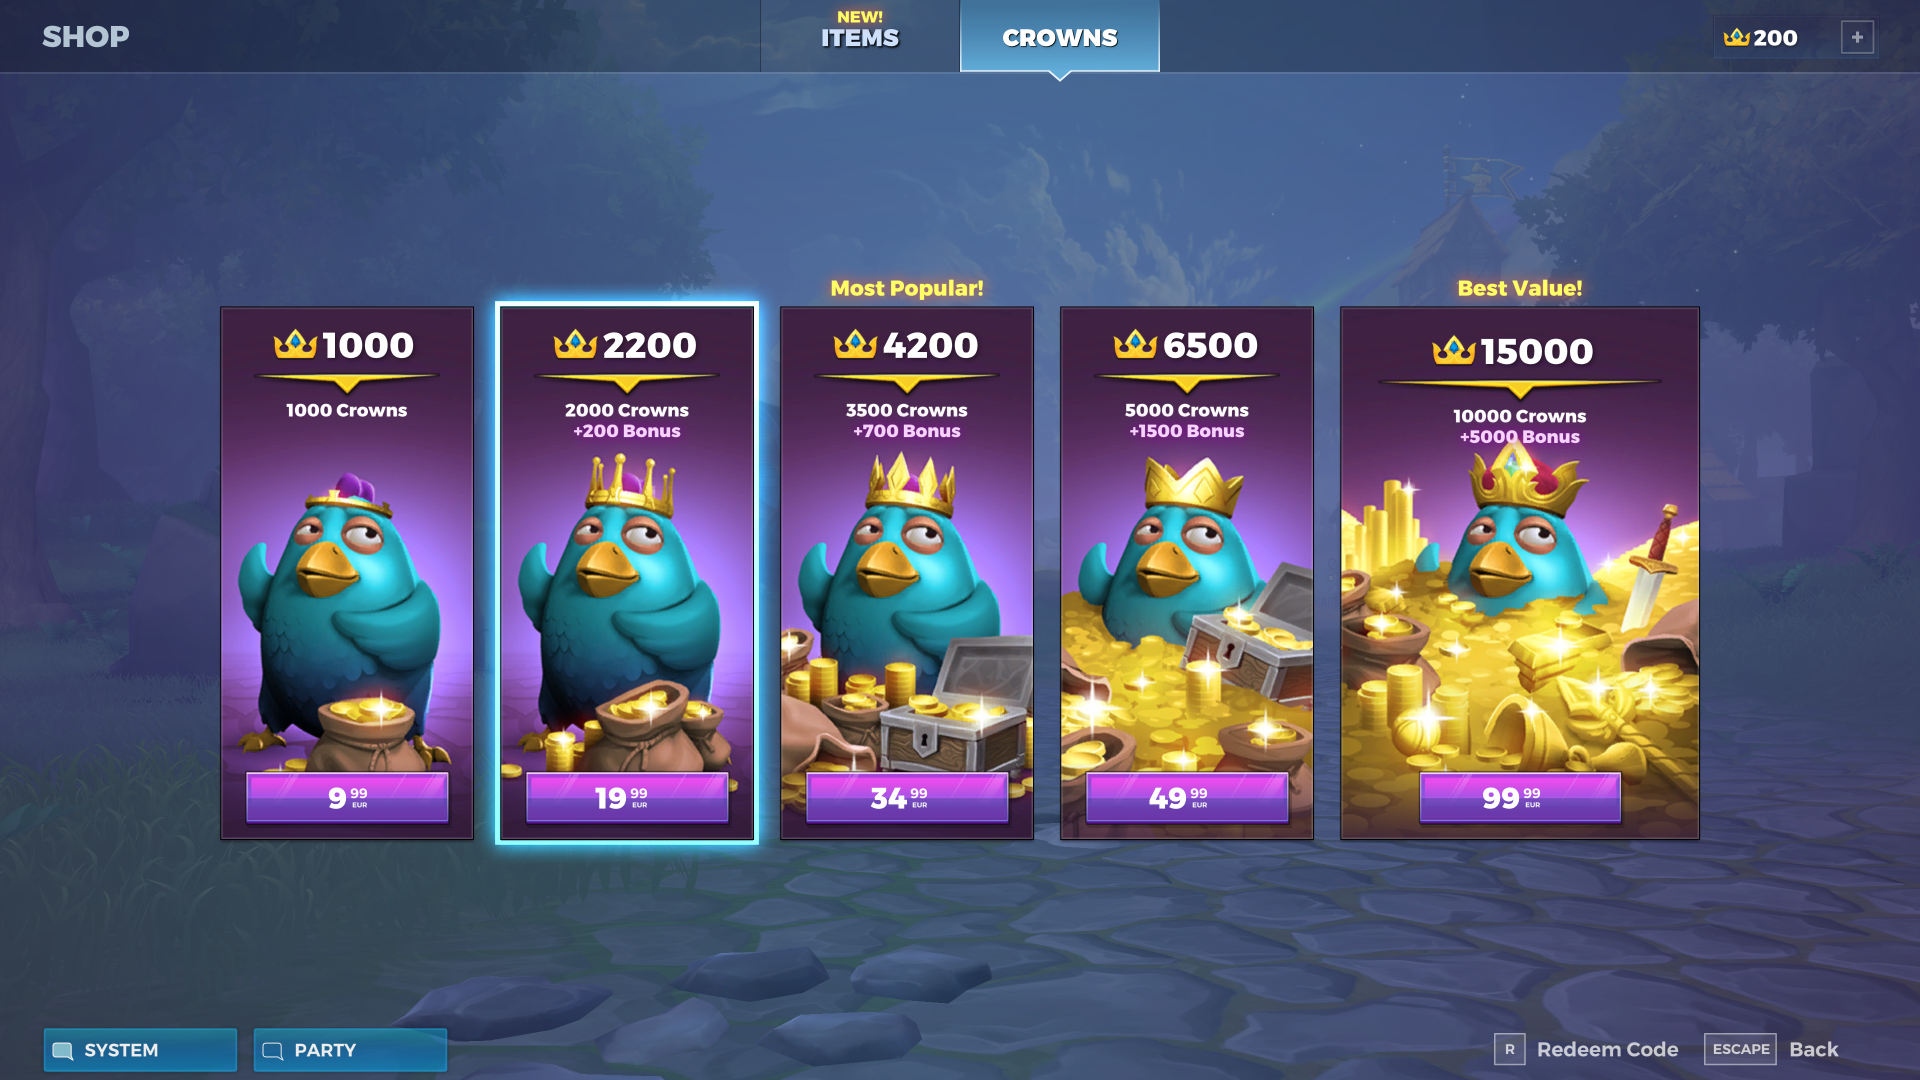 SHOP
NEW!
ITEMS
CROWNS
200
+
1000
1000 Crowns
9 99 EUR
2200
2000 Crowns
+200 Bonus
19 99 EUR
Most Popular!
4200
3500 Crowns
+700 Bonus
34 99 EUR
6500
5000 Crowns
+1500 Bonus
49 99 EUR
Best Value!
15000
10000 Crowns
+5000 Bonus
99 99 EUR
SYSTEM
PARTY
R Redeem Code
ESCAPE Back